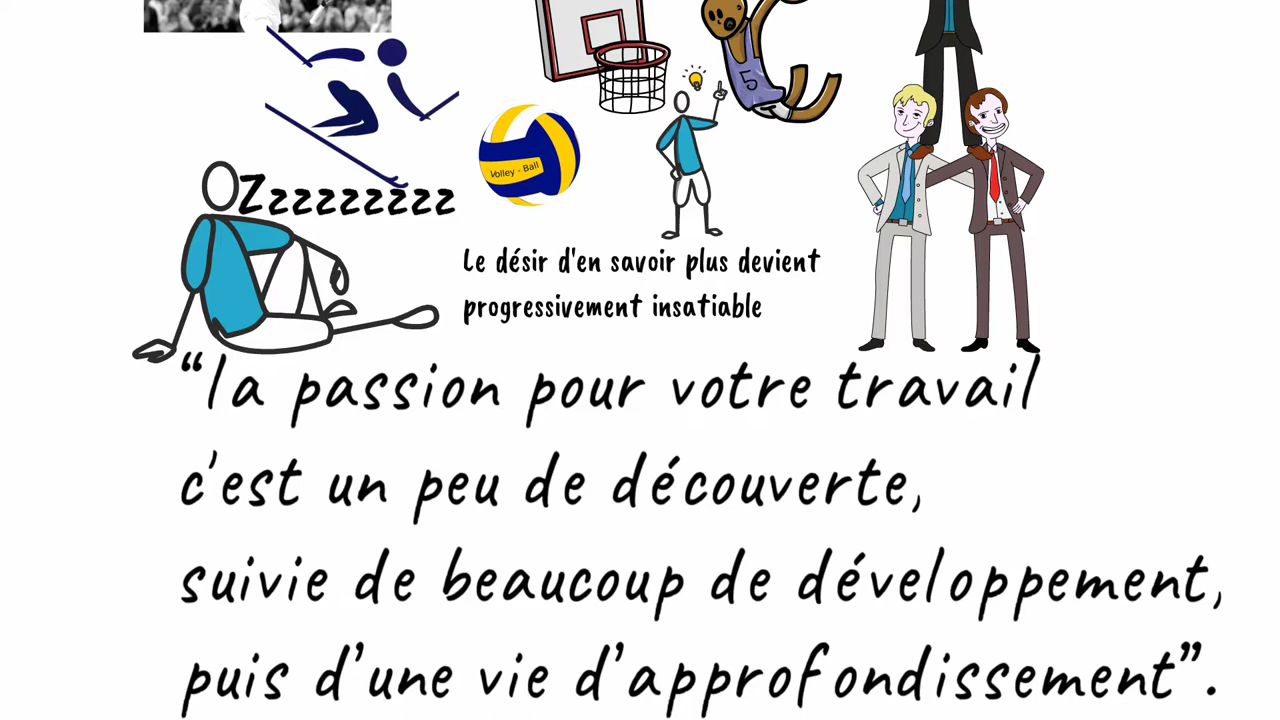 Zzzzzzzzz
Volley - Ball
5
Le désir d'en savoir plus devient
progressivement insatiable
“la passion pour votre travail
c'est un peu de découverte,
suivie de beaucoup de développement,
puis d’une vie d’approfondissement”.